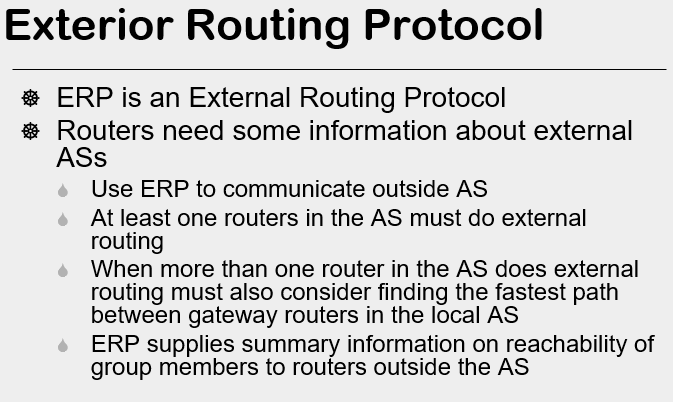 Exterior Routing Protocol
ERP is an External Routing Protocol
Routers need some information about external
ASs
Use ERP to communicate outside AS
At least one routers in the AS must do external
routing
When more than one router in the AS does external
routing must also consider finding the fastest path
between gateway routers in the local AS
ERP supplies summary information on reachability of
group members to routers outside the AS